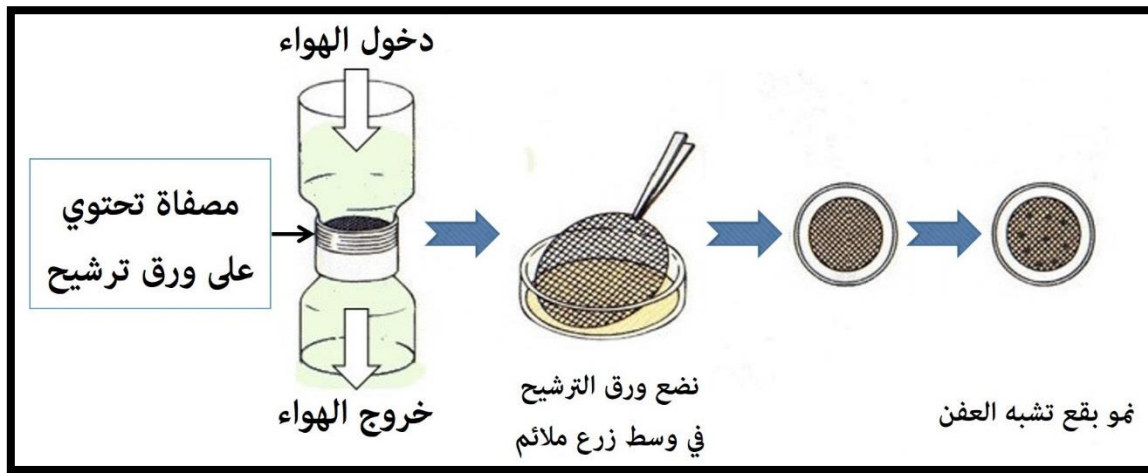 دخول الهواء
مصفاة تحتوي
على ورق ترشيح
خروج الهواء
نضع ورق الترشيح
في وسط زرع ملائم
نمو بقع تشبه العفن